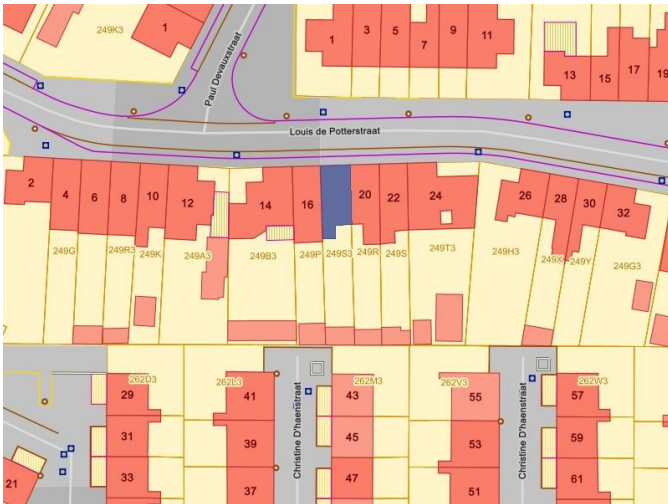 249K3
1
Paul Devauxstraat
1
3
5
7
9
11
13
15
17
19
Louis de Potterstraat
2
4
6
8
10
12
14
16
20
22
24
26
28
30
32
249G
249R3
249K
249A3
249B3
249P
249S3
249R
249S
249T3
249H3
249X
249Y
249G3
262D3
262L3
262M3
262V3
262W3
29
31
33
21
41
39
37
Christine D'haenstraat
43
45
47
55
53
51
Christine D'haenstraat
57
59
61